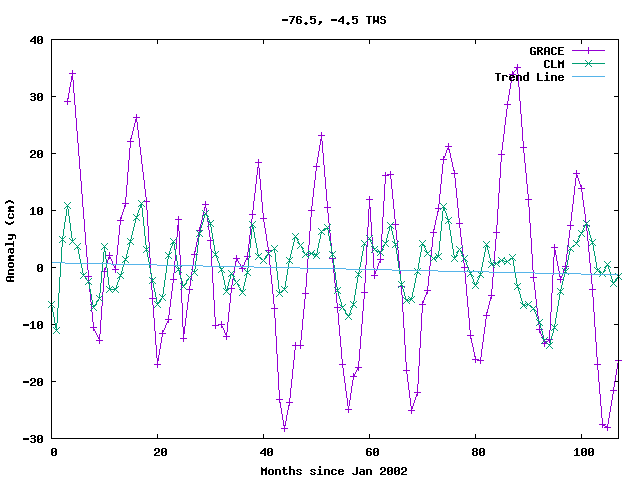 -76.5, -4.5 TWS
GRACE
CLM
Trend Line
40
30
20
10
0
-10
-20
-30
Anomaly (cm)
0 20 40 60 80 100
Months since Jan 2002